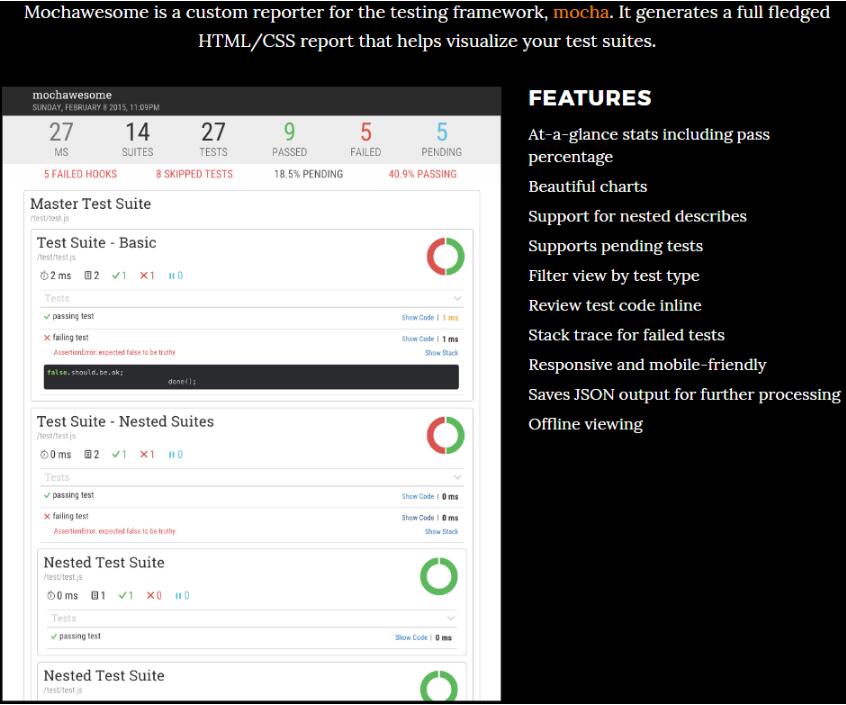 Mochawesome is a custom reporter for the testing framework, mocha. It generates a full fledged
HTML/CSS report that helps visualize your test suites.
mochawesome
SUNDAY, FEBRUARY 8 2015, 11:09PM
27 14 27 9 5 5
MS SUITES TESTS PASSED FAILED PENDING
5 FAILED HOOKS 8 SKIPPED TESTS 18.5% PENDING 40.9% PASSING
Master Test Suite
/test/test.js
Test Suite - Basic
/test/test.js
2 ms 2 1 1 0
Tests
passing test Show Code | 1 ms
failing test Show Code | 1 ms
AssertionError: expected false to be truthy Show Stack
false.should.be.ok;
done();
Test Suite - Nested Suites
/test/test.js
0 ms 2 1 1 0
Tests
passing test Show Code | 0 ms
failing test Show Code | 0 ms
AssertionError: expected false to be truthy Show Stack
Nested Test Suite
/test/test.js
0 ms 1 1 0 0
Tests
passing test Show Code | 0 ms
Nested Test Suite
/test/test.js
FEATURES
At-a-glance stats including pass
percentage
Beautiful charts
Support for nested describes
Supports pending tests
Filter view by test type
Review test code inline
Stack trace for failed tests
Responsive and mobile-friendly
Saves JSON output for further processing
Offline viewing